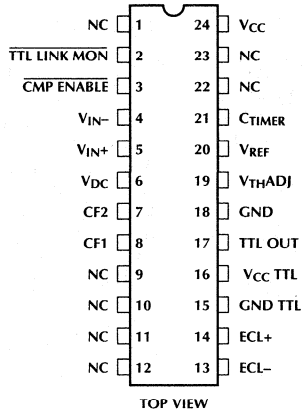 NC 1 24 VCC
TTL LINK MON 2 23 NC
CMP ENABLE 3 22 NC
VIN– 4 21 CTIMER
VIN+ 5 20 VREF
VDC 6 19 VTHADJ
CF2 7 18 GND
CF1 8 17 TTL OUT
NC 9 16 VCC TTL
NC 10 15 GND TTL
NC 11 14 ECL+
NC 12 13 ECL–
TOP VIEW